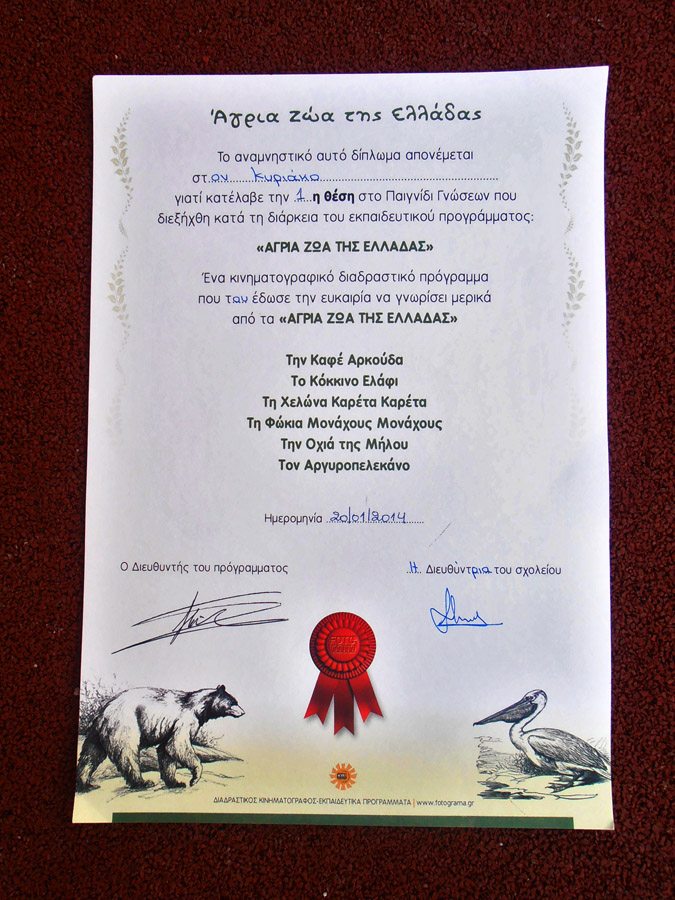 Άγρια Ζώα της Ελλάδας
Το αναμνηστικό αυτό δίπλωμα απονέμεται
στ..ον......Κυριάκο......
γιατί κατέλαβε την .1...η θέση στο Παιγνίδι Γνώσεων που
διεξήχθη κατά τη διάρκεια του εκπαιδευτικού προγράμματος:
«ΑΓΡΙΑ ΖΩΑ ΤΗΣ ΕΛΛΑΔΑΣ»
Ένα κινηματογραφικό διαδραστικό πρόγραμμα
που τον έδωσε την ευκαιρία να γνωρίσει μερικά
από τα «ΑΓΡΙΑ ΖΩΑ ΤΗΣ ΕΛΛΑΔΑΣ»
Την Καφέ Αρκούδα
Το Κόκκινο Ελάφι
Τη Χελώνα Καρέτα Καρέτα
Τη Φώκια Μονάχους Μονάχους
Την Οχιά της Μήλου
Τον Αργυροπελεκάνο
Ημερομηνία 20/01/2014
Ο Διευθυντής του πρόγραμματος
Η Διευθύντρια του σχολείου
ΔΙΑΔΡΑΣΤΙΚΟΣ ΚΙΝΗΜΑΤΟΓΡΑΦΟΣ-ΕΚΠΑΙΔΕΥΤΙΚΑ ΠΡΟΓΡΑΜΜΑΤΑ | www.fotograma.gr